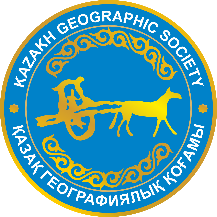 KAZAKH GEOGRAPHIC SOCIETY
ҚАЗАҚ ГЕОГРАФИЯЛЫҚ ҚОҒАМЫ